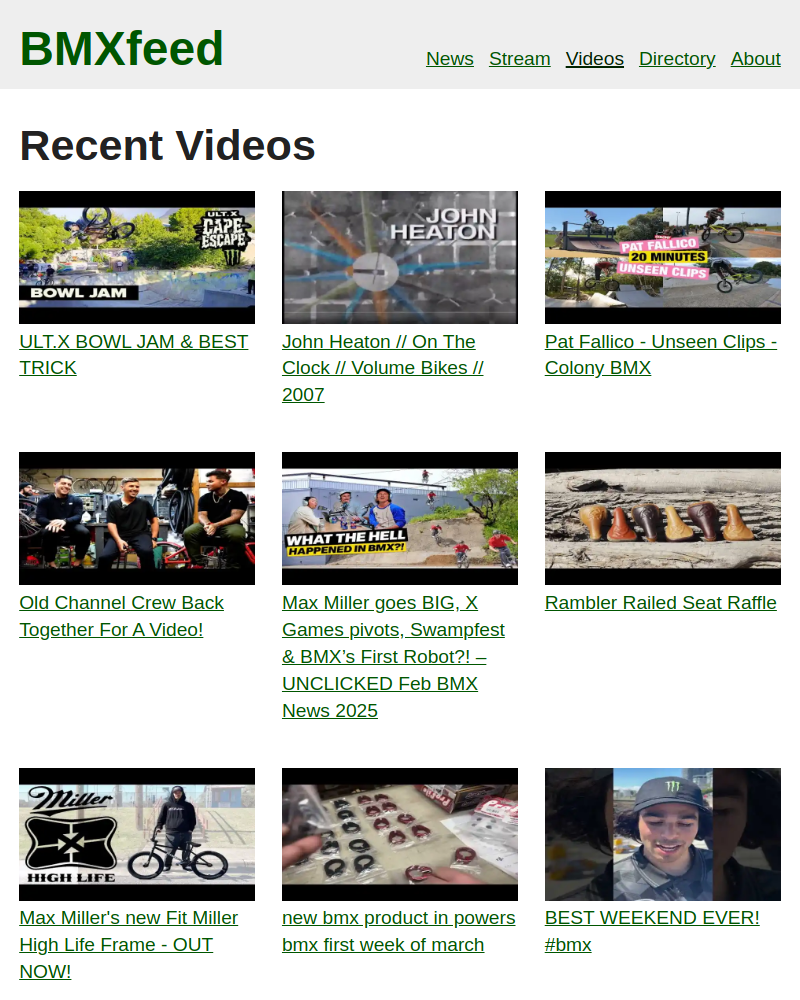 BMXfeed
News Stream Videos Directory About
Recent Videos
ULT.X
CAPE
ESCAPE
BOWL JAM
JOHN
HEATON
PAT FALLICO
20 MINUTES
UNSEEN CLIPS
ULT.X BOWL JAM & BEST
TRICK
John Heaton // On The
Clock // Volume Bikes //
2007
Pat Fallico - Unseen Clips -
Colony BMX
WHAT THE HELL
HAPPENED IN BMX?!
Old Channel Crew Back
Together For A Video!
Max Miller goes BIG, X
Games pivots, Swampfest
& BMX’s First Robot?! –
UNCLICKED Feb BMX
News 2025
Rambler Railed Seat Raffle
Miller
HIGH LIFE
Max Miller's new Fit Miller
High Life Frame - OUT
NOW!
new bmx product in powers
bmx first week of march
BEST WEEKEND EVER!
#bmx